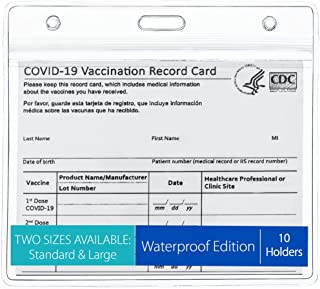 COVID-19 Vaccination Record Card
Please keep this record card, which includes medical information
about the vaccines you have received.
CDC
Por favor, guarde esta tarjeta de registro, que incluye información
médica sobre las vacunas que ha recibido.
Last Name First Name MI
Date of birth Patient number (medical record or IIS record number)
Vaccine Product Name/Manufacturer Date Healthcare Professional or
Lot Number Clinic Site
1st Dose
COVID-19
mm dd yy
2nd Dose
TWO SIZES AVAILABLE:
Standard & Large
Waterproof Edition
10
Holders
mm dd yy